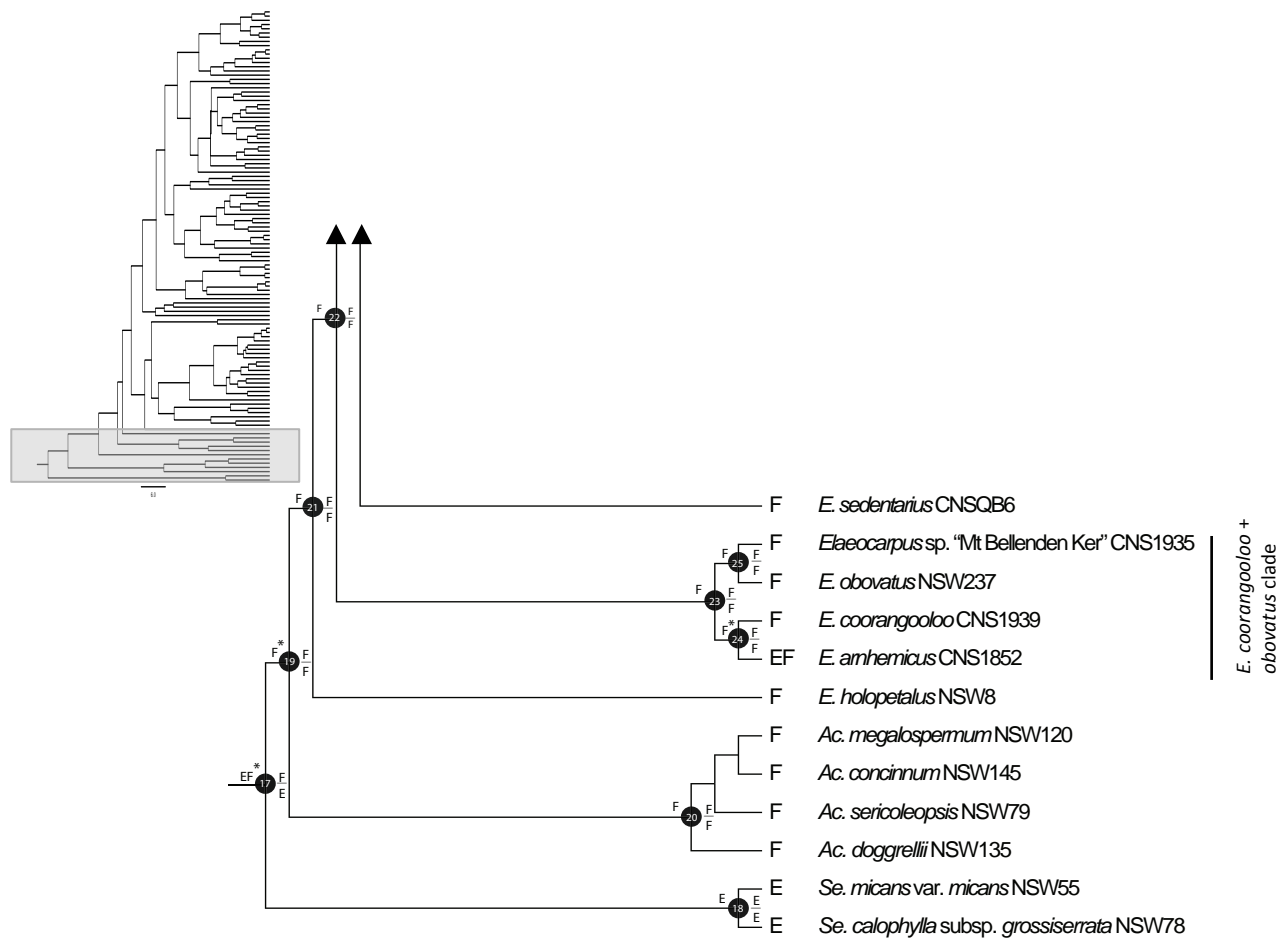 F
22
F
F
F
21
F
F
F E. sedentarius CNSQB6
F Elaeocarpus sp. “Mt Bellenden Ker” CNS1935
F
25
F
F
F E. obovatus NSW237
F
23
F
F
F E. coorangooloo CNS1939
F*
24
F
F
EF E. arnhemicus CNS1852
E. coorangooloo +
obovatus clade
F*
19
F
F
F E. holopetalus NSW8
F Ac. megalospermum NSW120
F Ac. concinnum NSW145
EF*
17
F
E
F Ac. sericoleopsis NSW79
F
20
F
F
F Ac. doggrellii NSW135
E Se. micans var. micans NSW55
E
18
E
E
E Se. calophylla subsp. grossiserrata NSW78